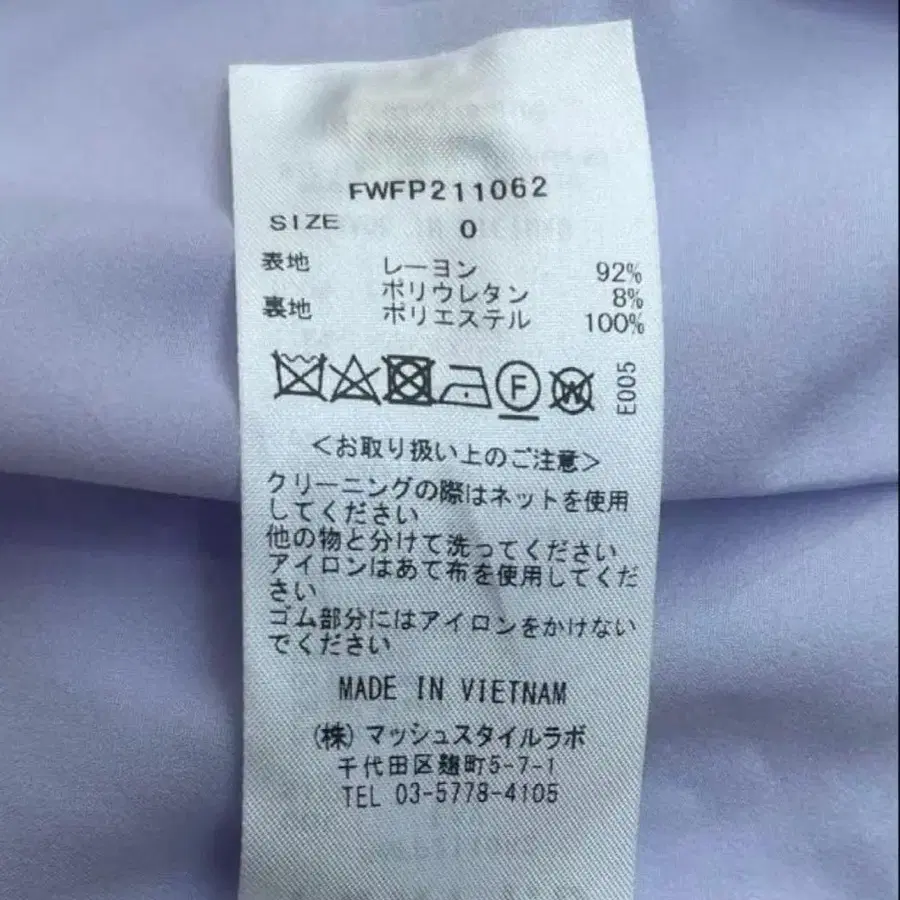 FWFP211062
SIZE 0
表地 レーヨン 92%
ポリウレタン 8%
裏地 ポリエステル 100%
F W E005
<お取り扱い上のご注意>
クリーニングの際はネットを使用
してください
他の物と分けて洗ってください
アイロンはあて布を使用してくだ
さい
ゴム部分にはアイロンをかけない
でください
MADE IN VIETNAM
(株)マッシュスタイルラボ
千代田区麹町5-7-1
TEL 03-5778-4105